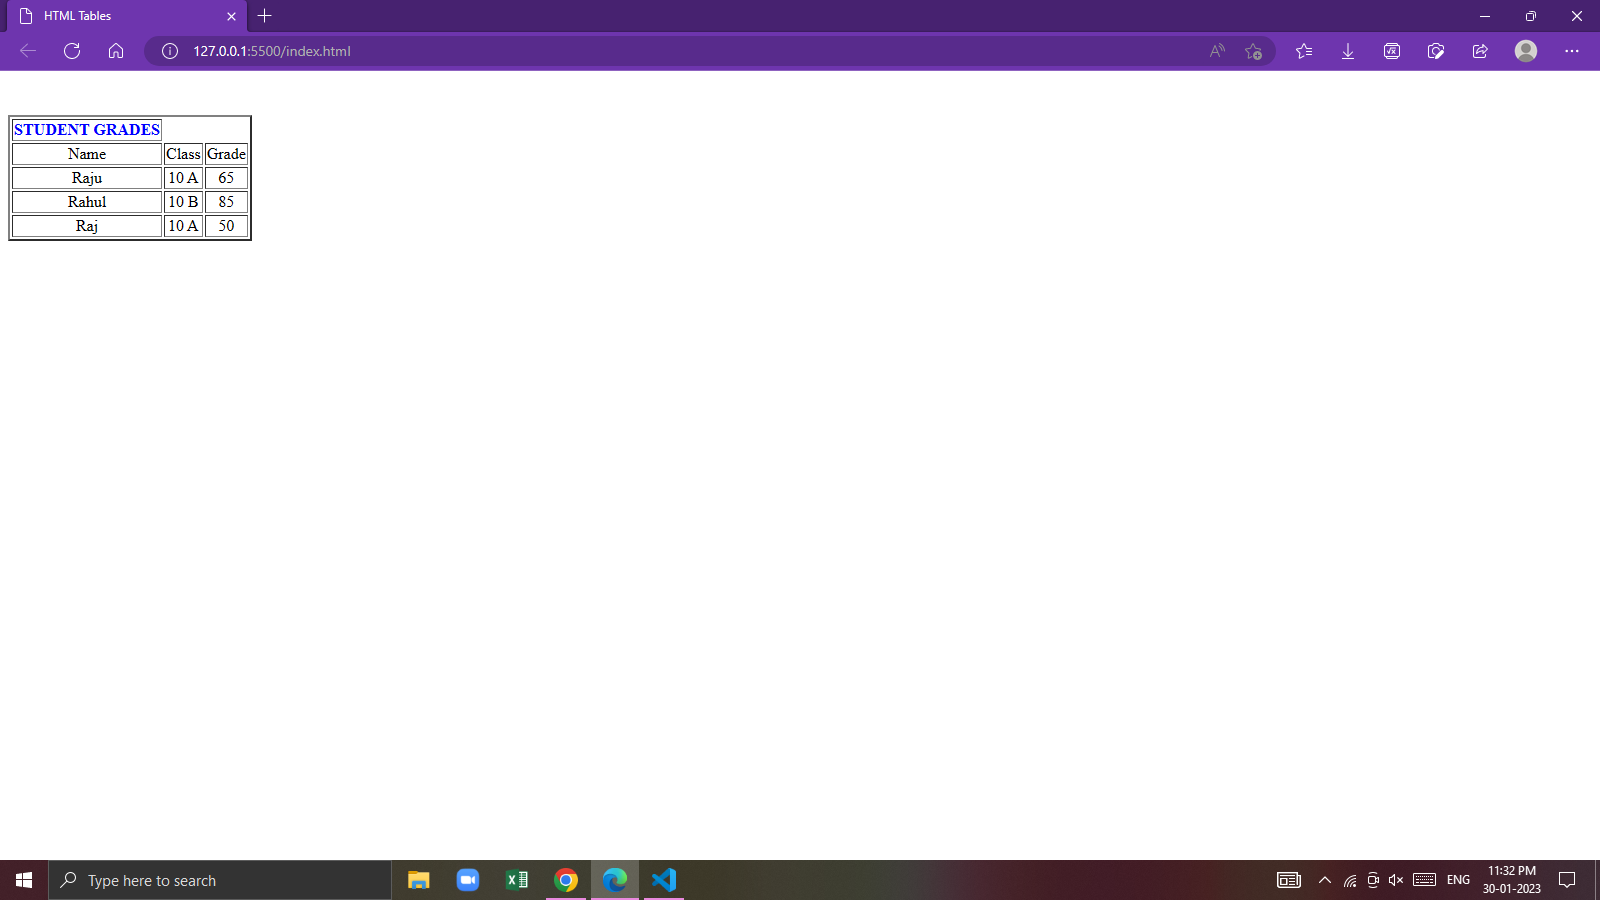 HTML Tables
127.0.0.1:5500/index.html
STUDENT GRADES
Name Class Grade
Raju 10 A 65
Rahul 10 B 85
Raj 10 A 50
Type here to search
ENG
11:32 PM
30-01-2023